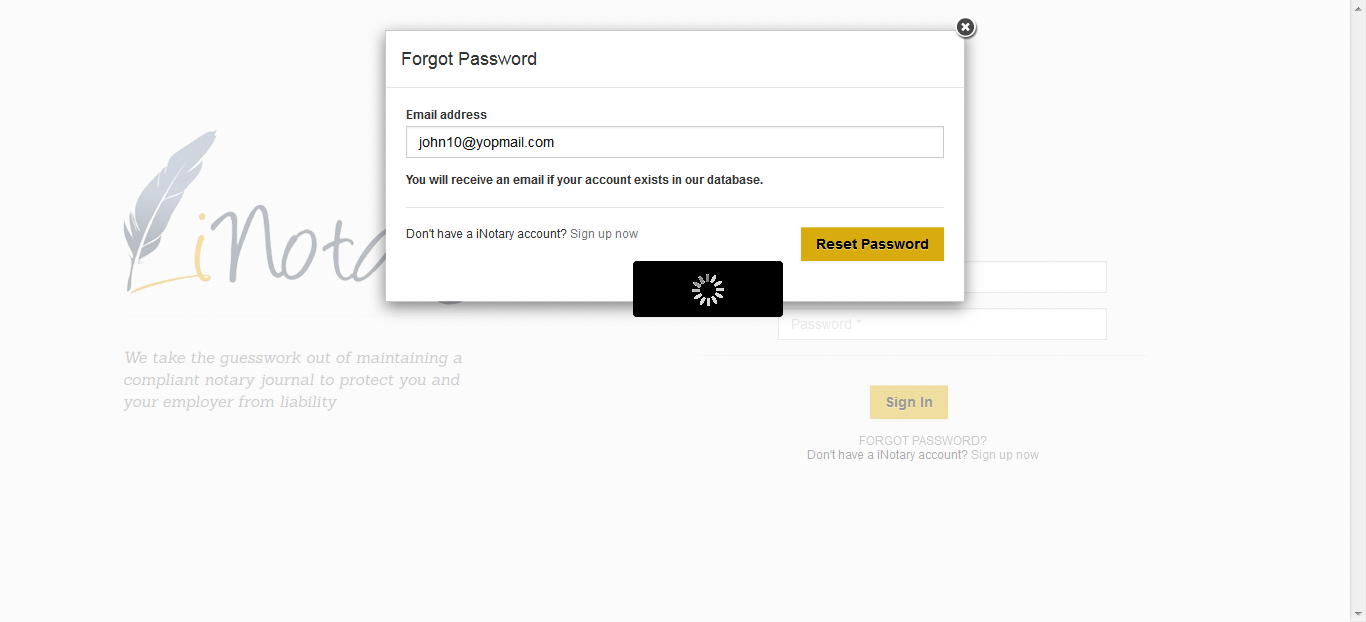 Forgot Password
Email address
john10@yopmail.com
You will receive an email if your account exists in our database.
Don't have a iNotary account? Sign up now
Reset Password
Password *
We take the guesswork out of maintaining a
compliant notary journal to protect you and
your employer from liability
Sign In
FORGOT PASSWORD?
Don't have a iNotary account? Sign up now